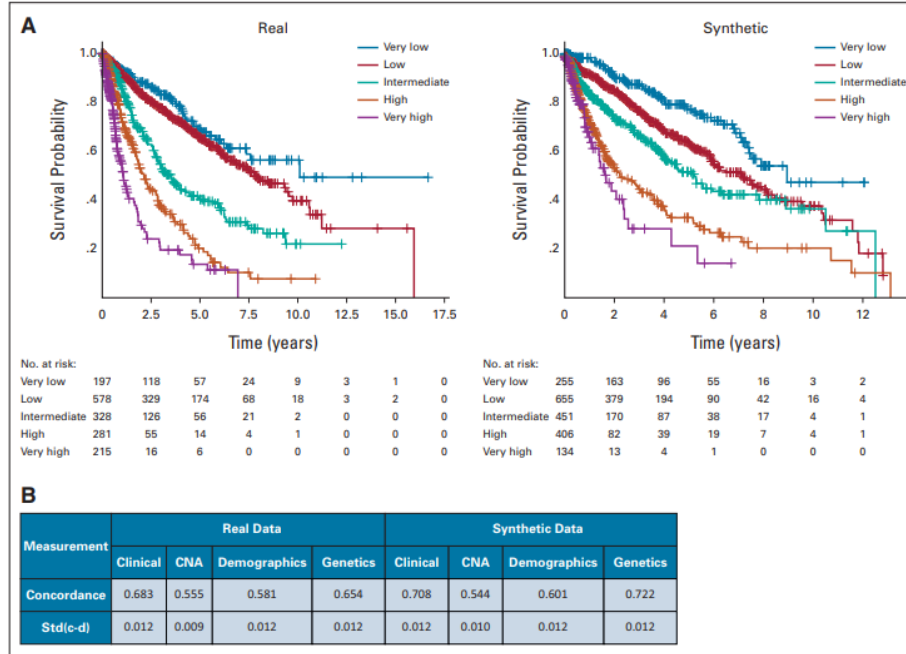 A
Real
Synthetic
1.0
.8
.6
.4
.2
Survival Probability
0 2.5 5.0 7.5 10.0 12.5 15.0 17.5
Time (years)
Very low
Low
Intermediate
High
Very high
1.0
.8
.6
.4
.2
Survival Probability
0 2 4 6 8 10 12
Time (years)
Very low
Low
Intermediate
High
Very high
No. at risk:
Very low 197 118 57 24 9 3 1 0
Low 578 329 174 68 18 3 2 0
Intermediate 328 126 56 21 2 0 0 0
High 281 55 14 4 1 0 0 0
Very high 215 16 6 0 0 0 0 0
No. at risk:
Very low 255 163 96 55 16 3 2
Low 655 379 194 90 42 16 4
Intermediate 451 170 87 38 17 4 1
High 406 82 39 19 7 4 1
Very high 134 13 4 1 0 0 0
B
Measurement Real Data Synthetic Data
Clinical CNA Demographics Genetics Clinical CNA Demographics Genetics
Concordance 0.683 0.555 0.581 0.654 0.708 0.544 0.601 0.722
Std(c-d) 0.012 0.009 0.012 0.012 0.012 0.010 0.012 0.012